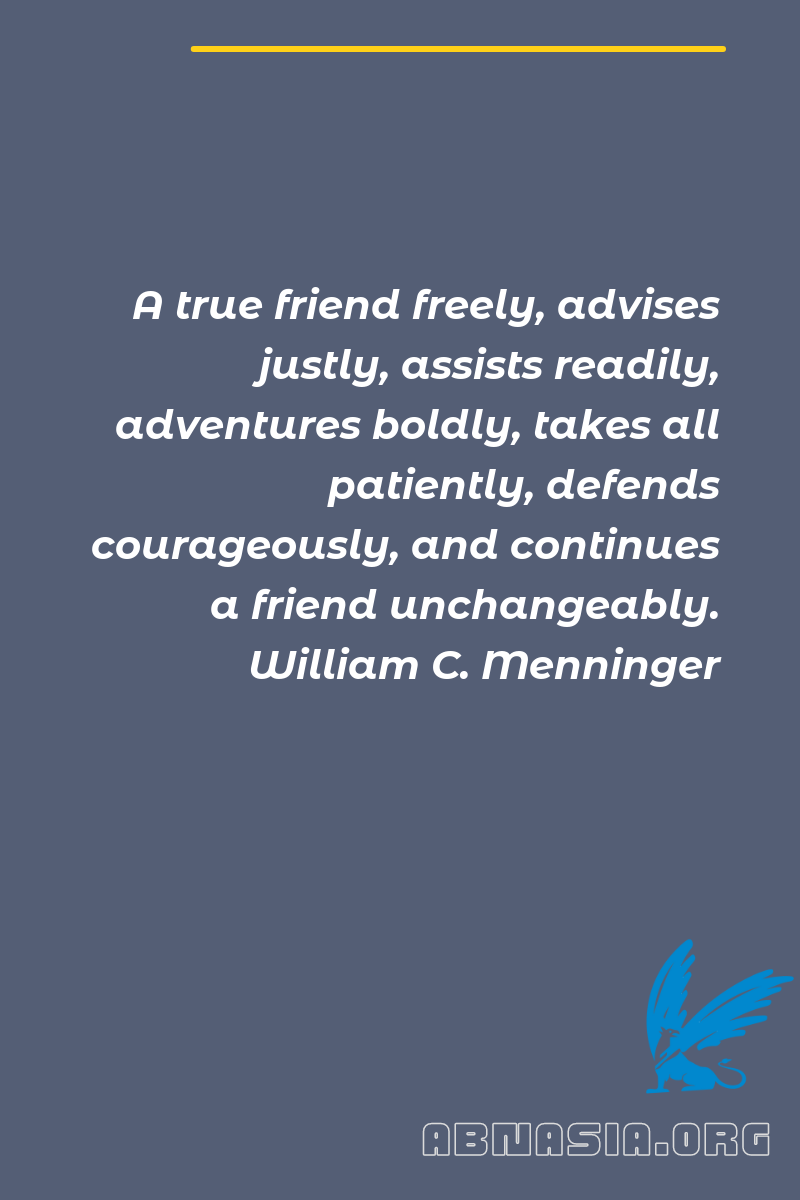 A true friend freely, advises
justly, assists readily,
adventures boldly, takes all
patiently, defends
courageously, and continues
a friend unchangeably.
William C. Menninger
ABNASIA.ORG